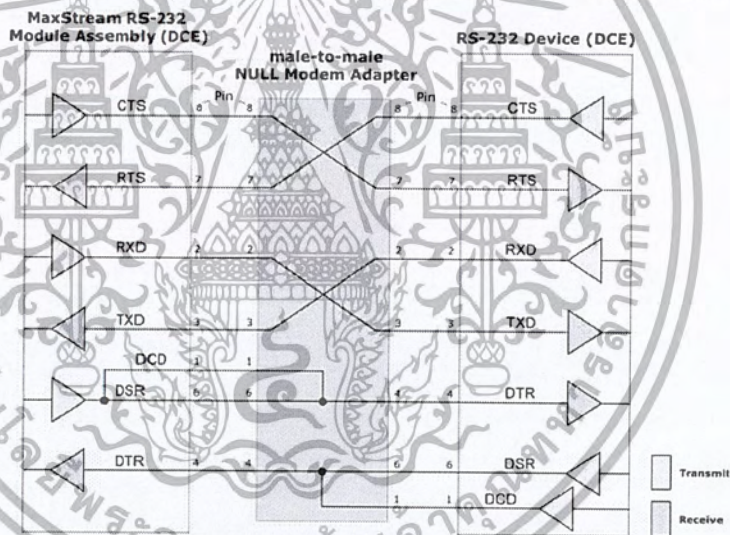 MaxStream RS-232
Module Assembly (DCE)
RS-232 Device (DCE)
male-to-male
NULL Modem Adapter
CTS 8 Pin 8 8 Pin 8 CTS
RTS 7 7 7 7 RTS
RXD 2 2 2 2 RXD
TXD 3 3 3 3 TXD
DCD 1 1
DSR 6 6 4 4 DTR
DTR 4 4 6 6 DSR
1 1 DCD
Transmit
Receive